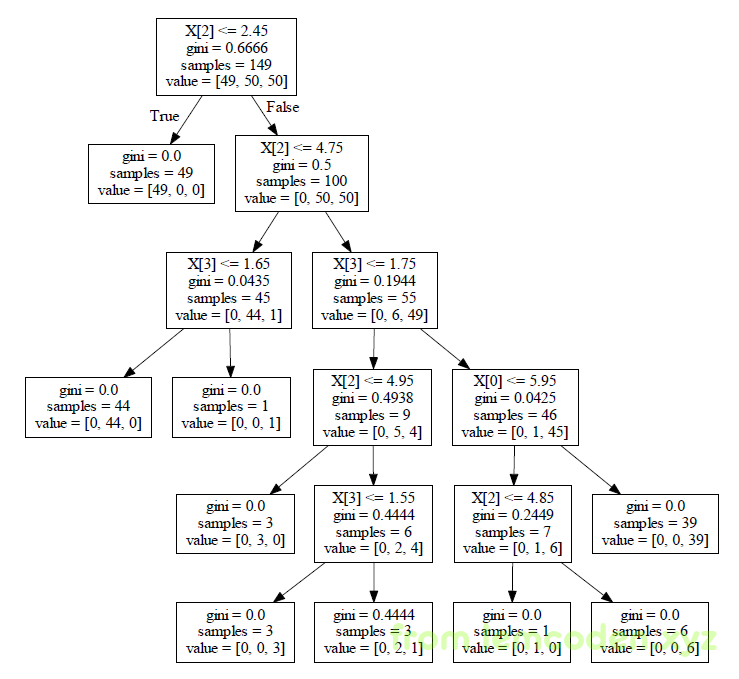 X[2] <= 2.45
gini = 0.6666
samples = 149
value = [49, 50, 50]
True
False
gini = 0.0
samples = 49
value = [49, 0, 0]
X[2] <= 4.75
gini = 0.5
samples = 100
value = [0, 50, 50]
X[3] <= 1.65
gini = 0.0435
samples = 45
value = [0, 44, 1]
X[3] <= 1.75
gini = 0.1944
samples = 55
value = [0, 6, 49]
gini = 0.0
samples = 44
value = [0, 44, 0]
gini = 0.0
samples = 1
value = [0, 0, 1]
X[2] <= 4.95
gini = 0.4938
samples = 9
value = [0, 5, 4]
X[0] <= 5.95
gini = 0.0425
samples = 46
value = [0, 1, 45]
gini = 0.0
samples = 3
value = [0, 3, 0]
X[3] <= 1.55
gini = 0.4444
samples = 6
value = [0, 2, 4]
X[2] <= 4.85
gini = 0.2449
samples = 7
value = [0, 1, 6]
gini = 0.0
samples = 39
value = [0, 0, 39]
gini = 0.0
samples = 3
value = [0, 0, 3]
gini = 0.4444
samples = 3
value = [0, 2, 1]
gini = 0.0
samples = 1
value = [0, 1, 0]
gini = 0.0
samples = 6
value = [0, 0, 6]
from lemcoden.xyz